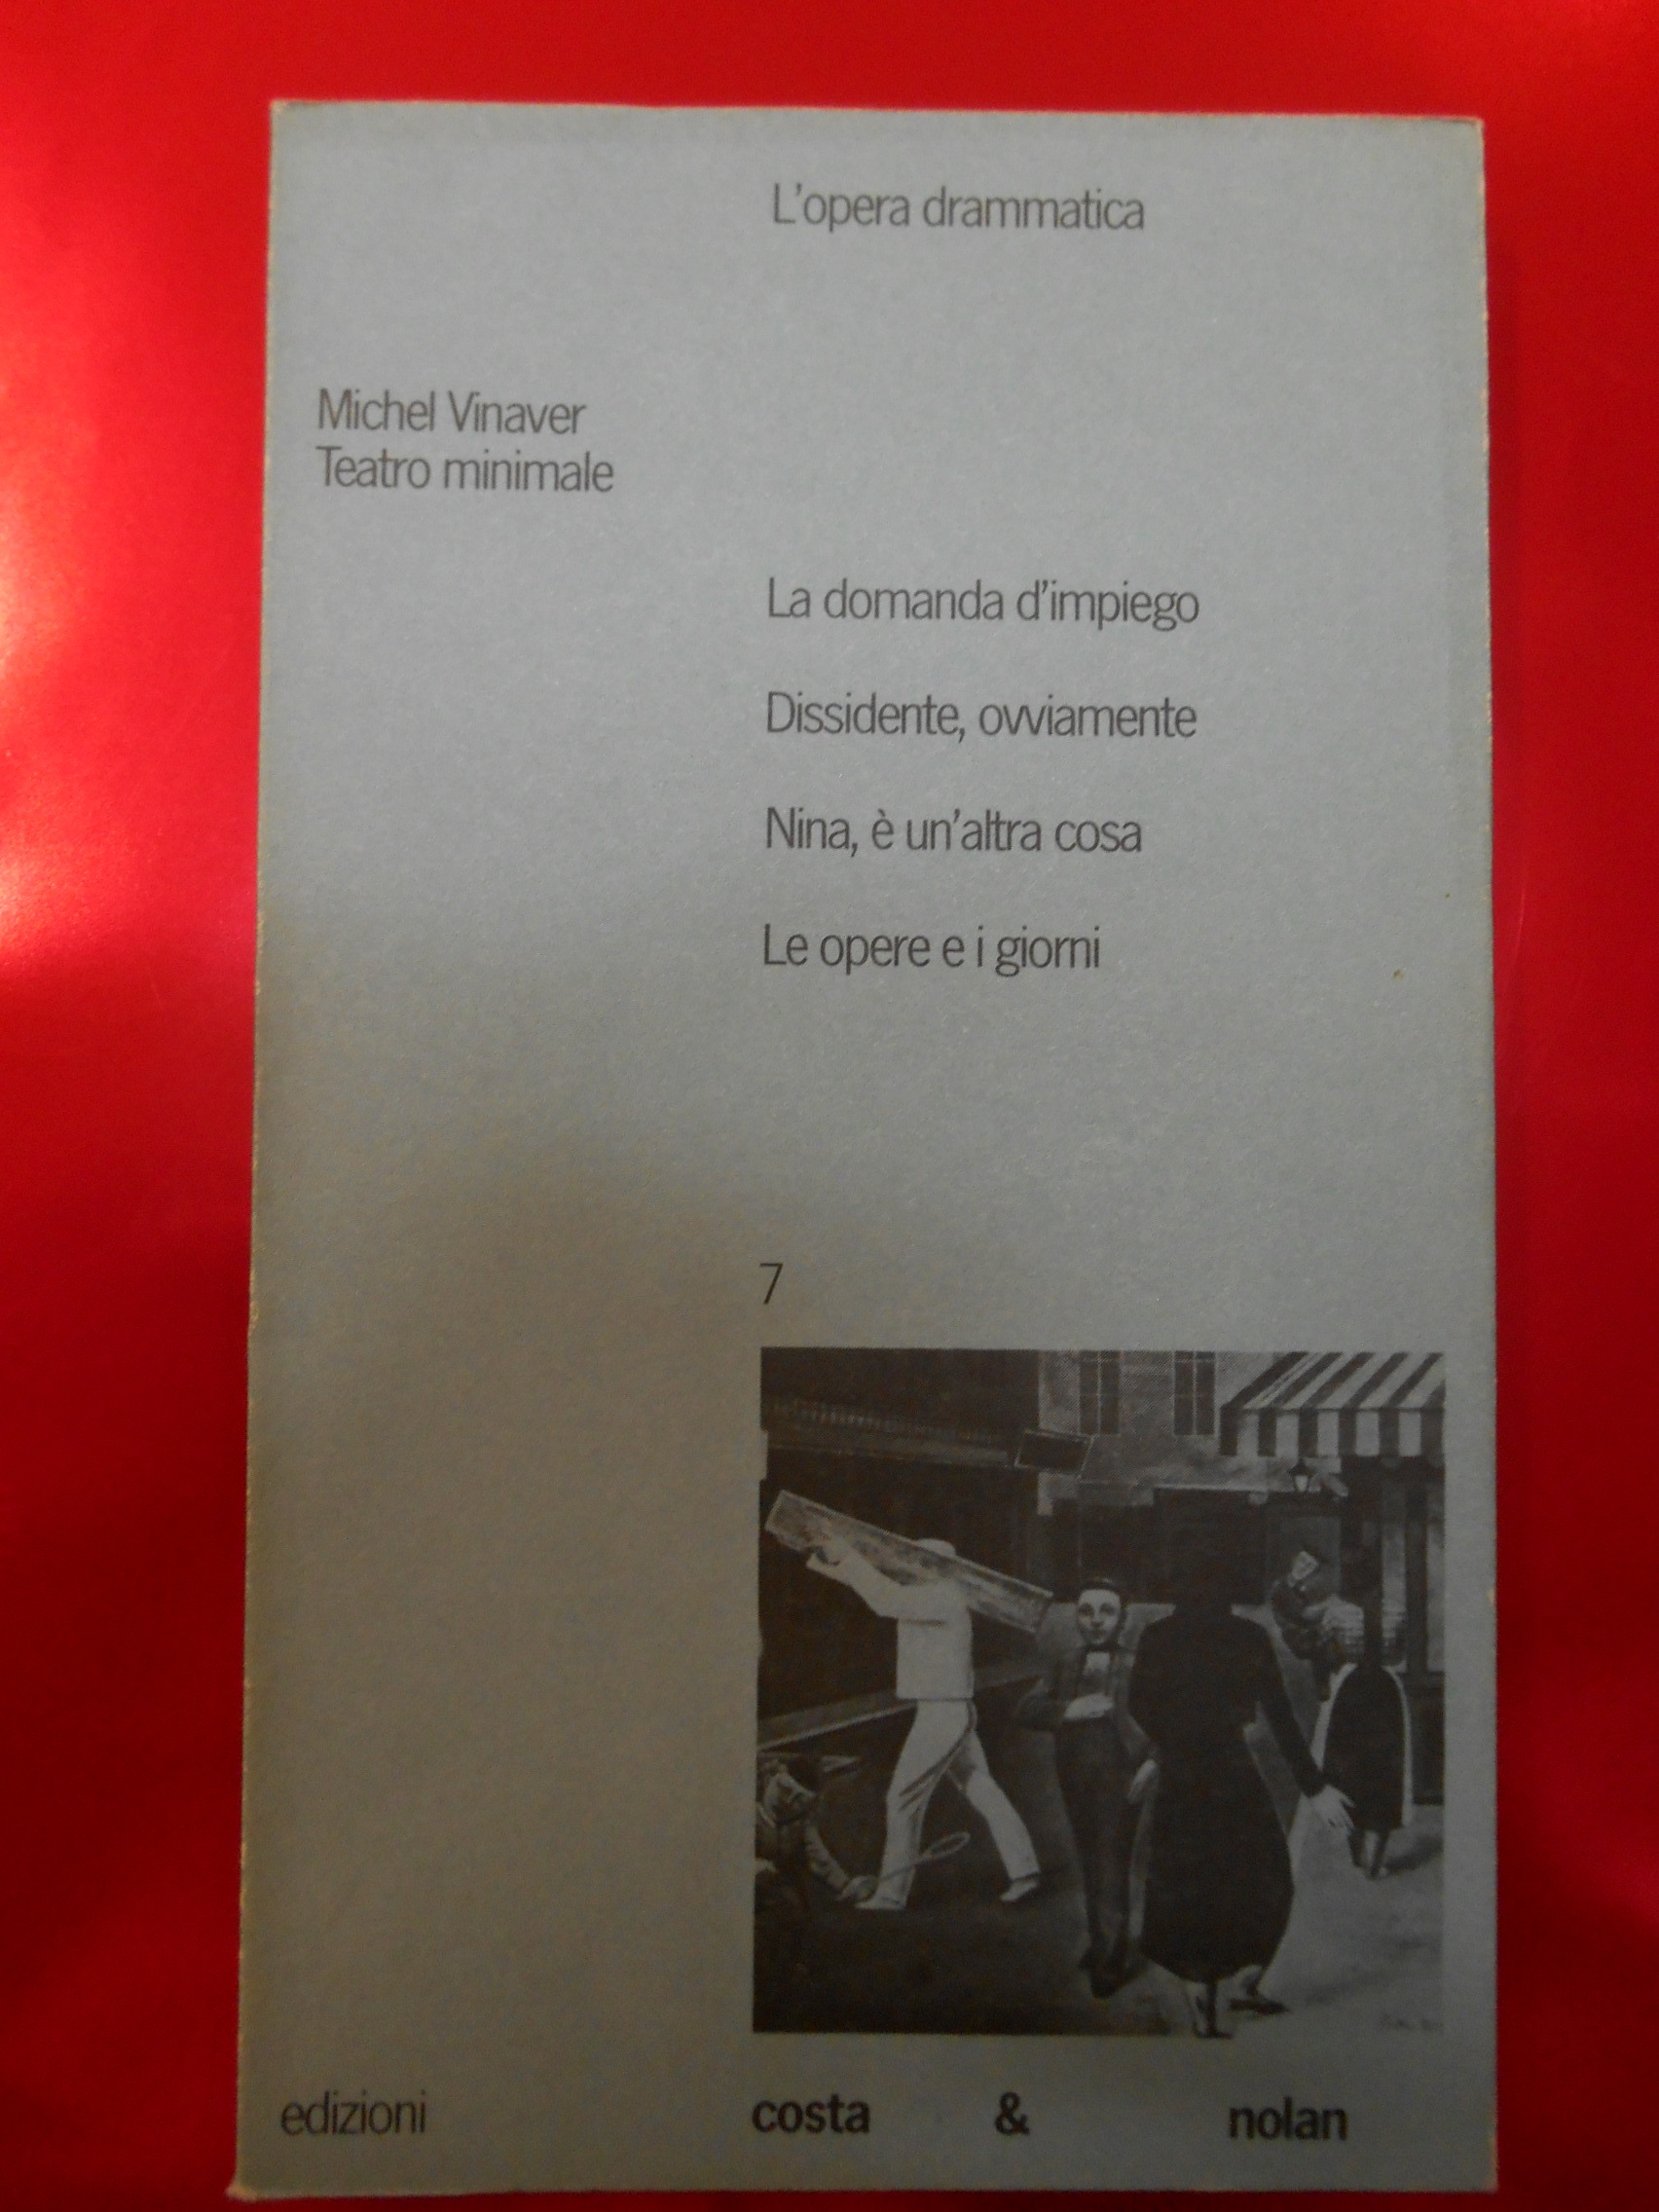 L'opera drammatica
Michel Vinaver
Teatro minimale
La domanda d'impiego
Dissidente, ovviamente
Nina, è un'altra cosa
Le opere e i giorni
7
edizioni costa & nolan